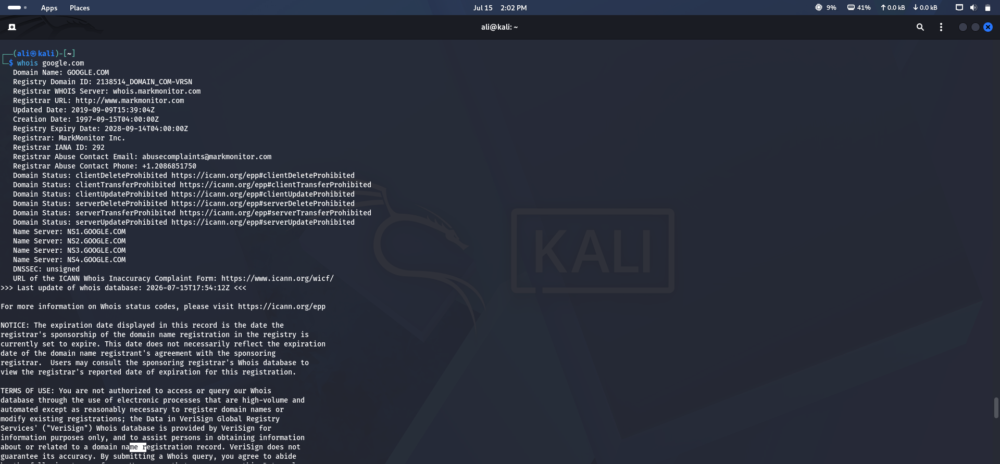 Apps Places Jul 15 2:02 PM 9% 41% 0.0 kB 0.0 kB
ali@kali: ~
(ali㉿kali)-[~]
$ whois google.com
Domain Name: GOOGLE.COM
Registry Domain ID: 2138514_DOMAIN_COM-VRSN
Registrar WHOIS Server: whois.markmonitor.com
Registrar URL: http://www.markmonitor.com
Updated Date: 2019-09-09T15:39:04Z
Creation Date: 1997-09-15T04:00:00Z
Registry Expiry Date: 2028-09-14T04:00:00Z
Registrar: MarkMonitor Inc.
Registrar IANA ID: 292
Registrar Abuse Contact Email: abusecomplaints@markmonitor.com
Registrar Abuse Contact Phone: +1.2086851750
Domain Status: clientDeleteProhibited https://icann.org/epp#clientDeleteProhibited
Domain Status: clientTransferProhibited https://icann.org/epp#clientTransferProhibited
Domain Status: clientUpdateProhibited https://icann.org/epp#clientUpdateProhibited
Domain Status: serverDeleteProhibited https://icann.org/epp#serverDeleteProhibited
Domain Status: serverTransferProhibited https://icann.org/epp#serverTransferProhibited
Domain Status: serverUpdateProhibited https://icann.org/epp#serverUpdateProhibited
Name Server: NS1.GOOGLE.COM
Name Server: NS2.GOOGLE.COM
Name Server: NS3.GOOGLE.COM
Name Server: NS4.GOOGLE.COM
DNSSEC: unsigned
URL of the ICANN Whois Inaccuracy Complaint Form: https://www.icann.org/wicf/
>>> Last update of whois database: 2026-07-15T17:54:12Z <<<
For more information on Whois status codes, please visit https://icann.org/epp
NOTICE: The expiration date displayed in this record is the date the
registrar's sponsorship of the domain name registration in the registry is
currently set to expire. This date does not necessarily reflect the expiration
date of the domain name registrant's agreement with the sponsoring
registrar.  Users may consult the sponsoring registrar's Whois database to
view the registrar's reported date of expiration for this registration.
TERMS OF USE: You are not authorized to access or query our Whois
database through the use of electronic processes that are high-volume and
automated except as reasonably necessary to register domain names or
modify existing registrations; the Data in VeriSign Global Registry
Services' ("VeriSign") Whois database is provided by VeriSign for
information purposes only, and to assist persons in obtaining information
about or related to a domain name registration record. VeriSign does not
guarantee its accuracy. By submitting a Whois query, you agree to abide
KALI